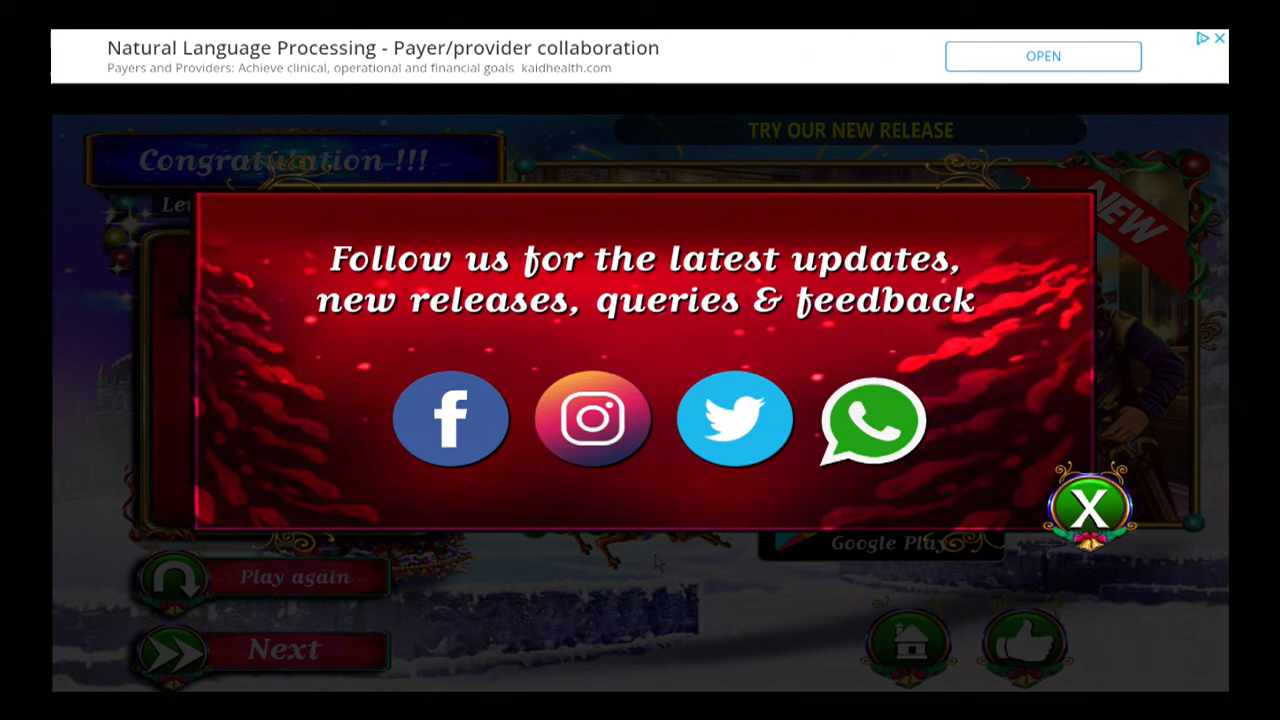 Natural Language Processing - Payer/provider collaboration
Payers and Providers: Achieve clinical, operational and financial goals kaidhealth.com
OPEN
TRY OUR NEW RELEASE
Congratulation !!!
NEW
Follow us for the latest updates,
new releases, queries & feedback
X
Google Play
Play again
Next